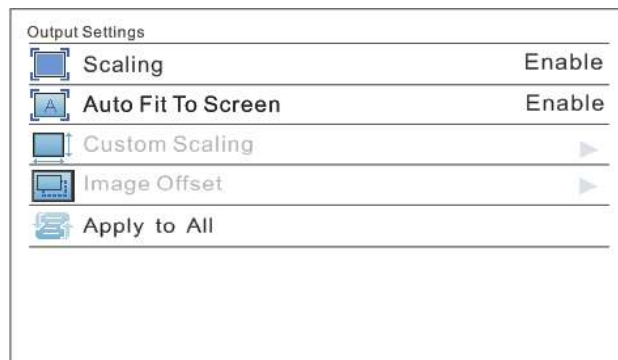 Output Settings
Scaling Enable
A Auto Fit To Screen Enable
Custom Scaling
Image Offset
Apply to All